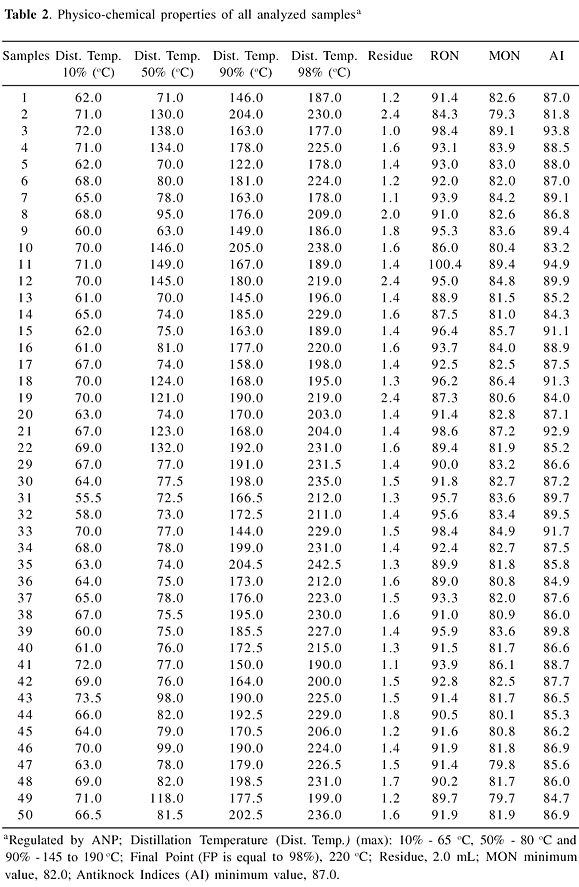 Table 2. Physico-chemical properties of all analyzed samplesa
Samples Dist. Temp. Dist. Temp. Dist. Temp. Dist. Temp. Residue RON MON AI
10% (oC) 50% (oC) 90% (oC) 98% (oC)
1 62.0 71.0 146.0 187.0 1.2 91.4 82.6 87.0
2 71.0 130.0 204.0 230.0 2.4 84.3 79.3 81.8
3 72.0 138.0 163.0 177.0 1.0 98.4 89.1 93.8
4 71.0 134.0 178.0 225.0 1.6 93.1 83.9 88.5
5 62.0 70.0 122.0 178.0 1.4 93.0 83.0 88.0
6 68.0 80.0 181.0 224.0 1.2 92.0 82.0 87.0
7 65.0 78.0 163.0 178.0 1.1 93.9 84.2 89.1
8 68.0 95.0 176.0 209.0 2.0 91.0 82.6 86.8
9 60.0 63.0 149.0 186.0 1.8 95.3 83.6 89.4
10 70.0 146.0 205.0 238.0 1.6 86.0 80.4 83.2
11 71.0 149.0 167.0 189.0 1.4 100.4 89.4 94.9
12 70.0 145.0 180.0 219.0 2.4 95.0 84.8 89.9
13 61.0 70.0 145.0 196.0 1.4 88.9 81.5 85.2
14 65.0 74.0 185.0 229.0 1.6 87.5 81.0 84.3
15 62.0 75.0 163.0 189.0 1.4 96.4 85.7 91.1
16 61.0 81.0 177.0 220.0 1.6 93.7 84.0 88.9
17 67.0 74.0 158.0 198.0 1.4 92.5 82.5 87.5
18 70.0 124.0 168.0 195.0 1.3 96.2 86.4 91.3
19 70.0 121.0 190.0 219.0 2.4 87.3 80.6 84.0
20 63.0 74.0 170.0 203.0 1.4 91.4 82.8 87.1
21 67.0 123.0 168.0 204.0 1.4 98.6 87.2 92.9
22 69.0 132.0 192.0 231.0 1.6 89.4 81.9 85.2
29 67.0 77.0 191.0 231.5 1.4 90.0 83.2 86.6
30 64.0 77.5 198.0 235.0 1.5 91.8 82.7 87.2
31 55.5 72.5 166.5 212.0 1.3 95.7 83.6 89.7
32 58.0 73.0 172.5 211.0 1.4 95.6 83.4 89.5
33 70.0 77.0 144.0 229.0 1.5 98.4 84.9 91.7
34 68.0 78.0 199.0 231.0 1.4 92.4 82.7 87.5
35 63.0 74.0 204.5 242.5 1.3 89.9 81.8 85.8
36 64.0 75.0 173.0 212.0 1.6 89.0 80.8 84.9
37 65.0 78.0 176.0 223.0 1.5 93.3 82.0 87.6
38 67.0 75.5 195.0 230.0 1.6 91.0 80.9 86.0
39 60.0 75.0 185.5 227.0 1.4 95.9 83.6 89.8
40 61.0 76.0 172.5 215.0 1.3 91.5 81.7 86.6
41 72.0 77.0 150.0 190.0 1.1 93.9 86.1 88.7
42 69.0 76.0 164.0 200.0 1.5 92.8 82.5 87.7
43 73.5 98.0 190.0 225.0 1.5 91.4 81.7 86.5
44 66.0 82.0 192.5 229.0 1.8 90.5 80.1 85.3
45 64.0 79.0 170.5 206.0 1.2 91.6 80.8 86.2
46 70.0 99.0 190.0 224.0 1.4 91.9 81.8 86.9
47 63.0 78.0 179.0 226.5 1.5 91.4 79.8 85.6
48 69.0 82.0 198.5 231.0 1.7 90.2 81.7 86.0
49 71.0 118.0 177.5 199.0 1.2 89.7 79.7 84.7
50 66.5 81.5 202.5 236.0 1.6 91.9 81.9 86.9
aRegulated by ANP; Distillation Temperature (Dist. Temp.) (max): 10% - 65 oC, 50% - 80 oC and
90% - 145 to 190 oC; Final Point (FP is equal to 98%), 220 oC; Residue, 2.0 mL; MON minimum
value, 82.0; Antiknock Indices (AI) minimum value, 87.0.